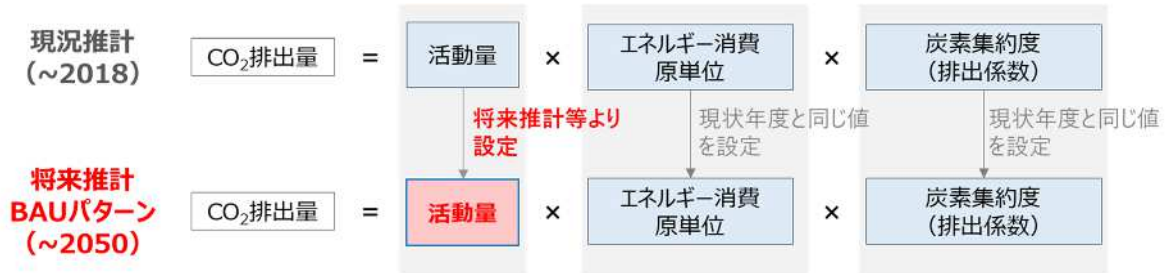 現況推計
（~2018）
CO₂排出量
=
活動量
×
エネルギー消費
原単位
×
炭素集約度
（排出係数）
将来推計等より
設定
現状年度と同じ値
を設定
現状年度と同じ値
を設定
将来推計
BAUパターン
（~2050）
CO₂排出量
=
活動量
×
エネルギー消費
原単位
×
炭素集約度
（排出係数）